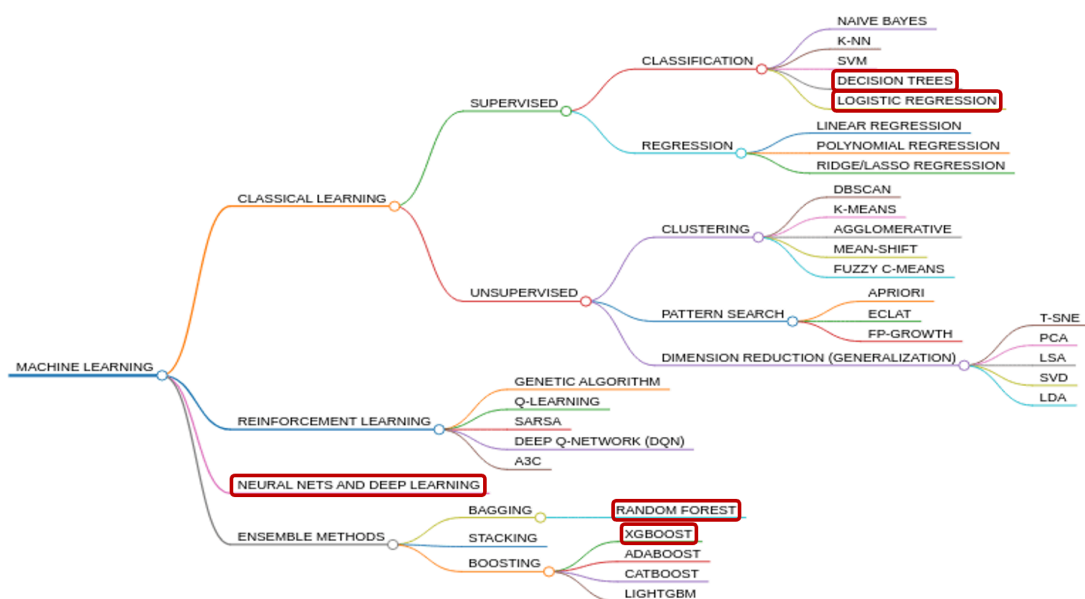 NAIVE BAYES
K-NN
CLASSIFICATION
SVM
DECISION TREES
LOGISTIC REGRESSION
SUPERVISED
LINEAR REGRESSION
REGRESSION
POLYNOMIAL REGRESSION
RIDGE/LASSO REGRESSION
CLASSICAL LEARNING
DBSCAN
K-MEANS
CLUSTERING
AGGLOMERATIVE
MEAN-SHIFT
FUZZY C-MEANS
UNSUPERVISED
APRIORI
PATTERN SEARCH
ECLAT
FP-GROWTH
T-SNE
PCA
DIMENSION REDUCTION (GENERALIZATION)
LSA
SVD
LDA
MACHINE LEARNING
GENETIC ALGORITHM
Q-LEARNING
REINFORCEMENT LEARNING
SARSA
DEEP Q-NETWORK (DQN)
A3C
NEURAL NETS AND DEEP LEARNING
BAGGING
RANDOM FOREST
ENSEMBLE METHODS
STACKING
XGBOOST
BOOSTING
ADABOOST
CATBOOST
LIGHTGBM